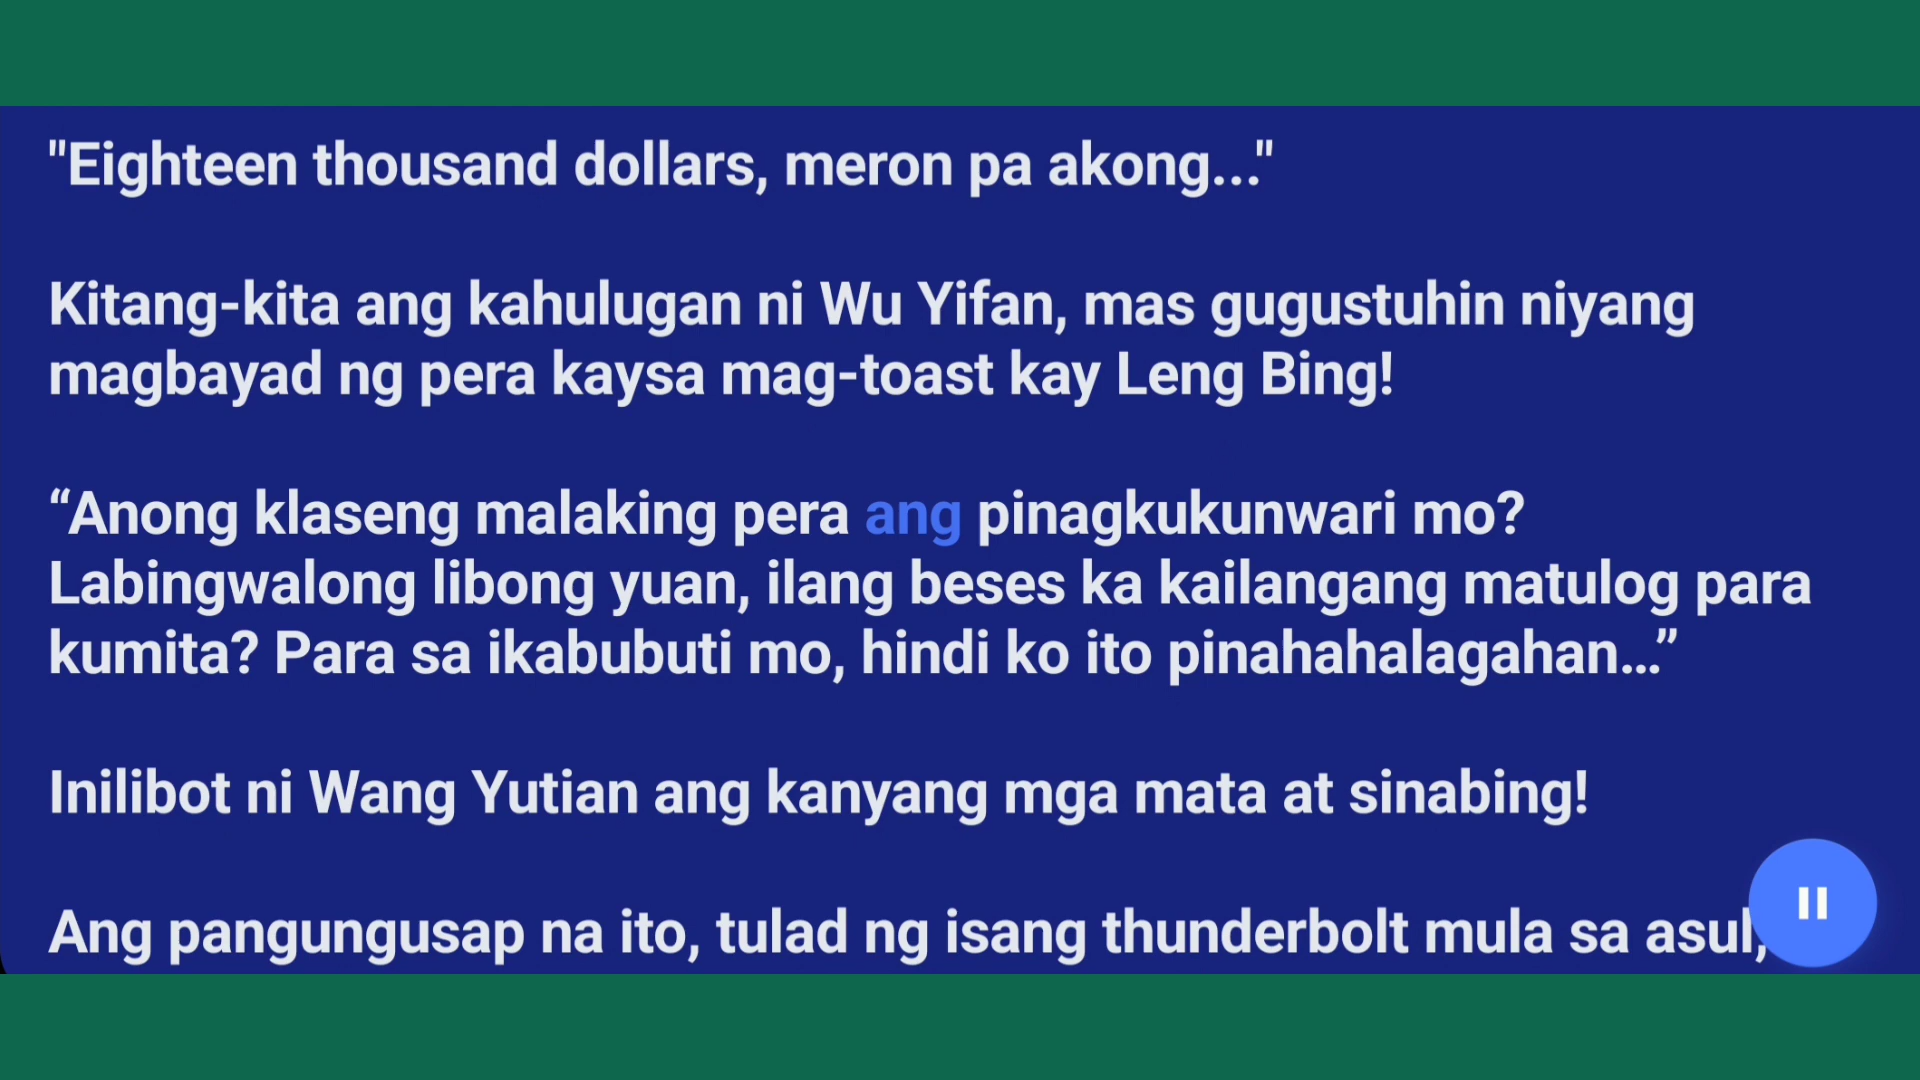 "Eighteen thousand dollars, meron pa akong..."
Kitang-kita ang kahulugan ni Wu Yifan, mas gugustuhin niyang
magbayad ng pera kaysa mag-toast kay Leng Bing!
“Anong klaseng malaking pera ang pinagkukunwari mo?
Labingwalong libong yuan, ilang beses ka kailangang matulog para
kumita? Para sa ikabubuti mo, hindi ko ito pinahahalagahan…”
Inilibot ni Wang Yutian ang kanyang mga mata at sinabing!
Ang pangungusap na ito, tulad ng isang thunderbolt mula sa asul,